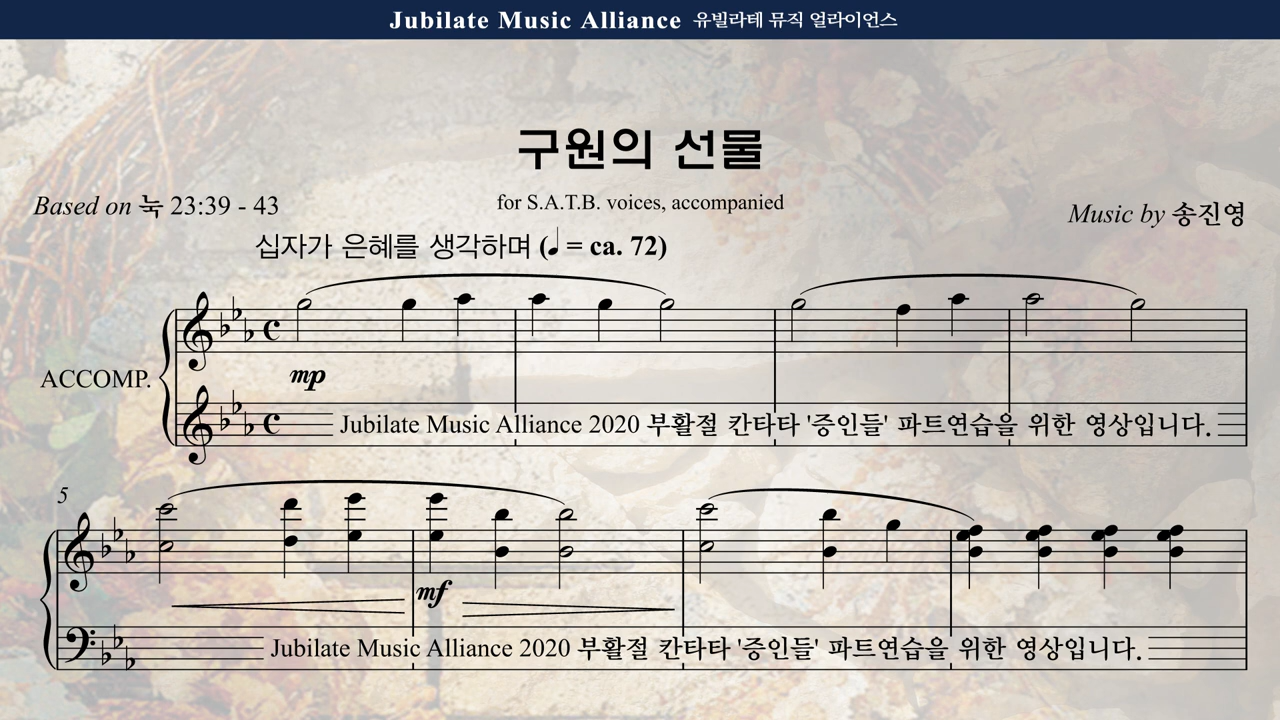 Jubilate Music Alliance 유빌라테 뮤직 얼라이언스
구원의 선물
for S.A.T.B. voices, accompanied
Based on 눅 23:39 - 43
Music by 송진영
십자가 은혜를 생각하며 (♩ = ca. 72)
mp
ACCOMP.
Jubilate Music Alliance 2020 부활절 칸타타 '증인들' 파트연습을 위한 영상입니다.
5
mf
Jubilate Music Alliance 2020 부활절 칸타타 '증인들' 파트연습을 위한 영상입니다.